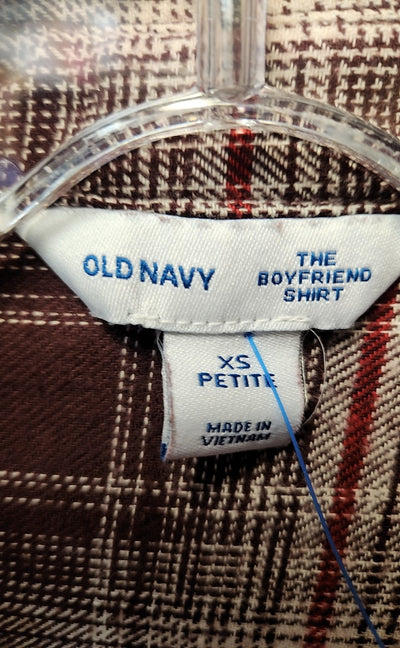 OLD NAVY
THE
BOYFRIEND
SHIRT
XS
PETITE
MADE IN
VIETNAM